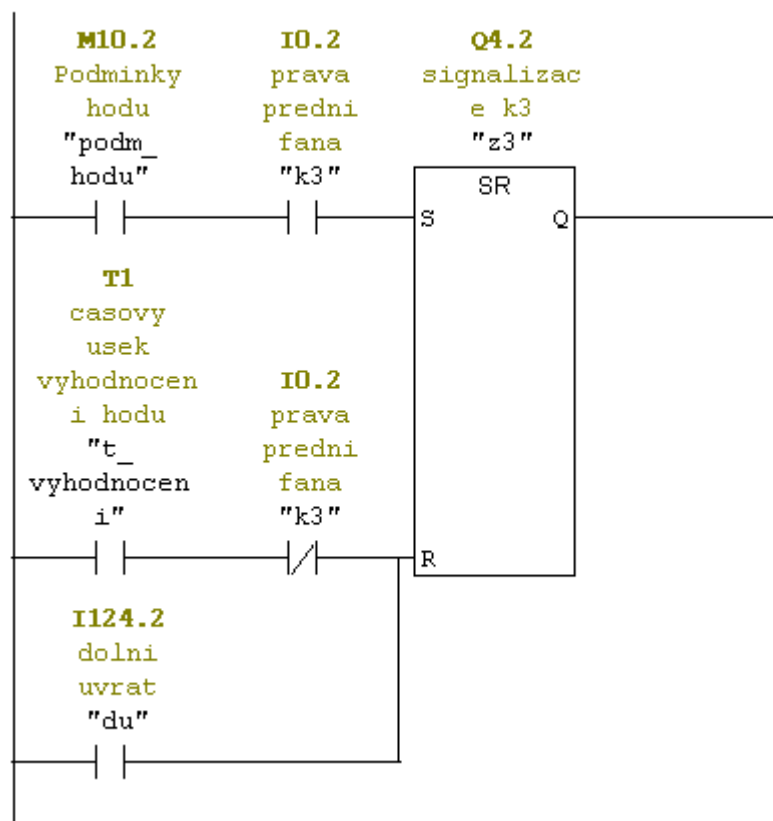 M10.2
Podminky
hodu
"podm_
hodu"
I0.2
prava
predni
fana
"k3"
Q4.2
signalizac
e k3
"z3"
SR
S
Q
T1
casovy
usek
vyhodnocen
i hodu
"t_
vyhodnocen
i"
I0.2
prava
predni
fana
"k3"
R
I124.2
dolni
uvrat
"du"